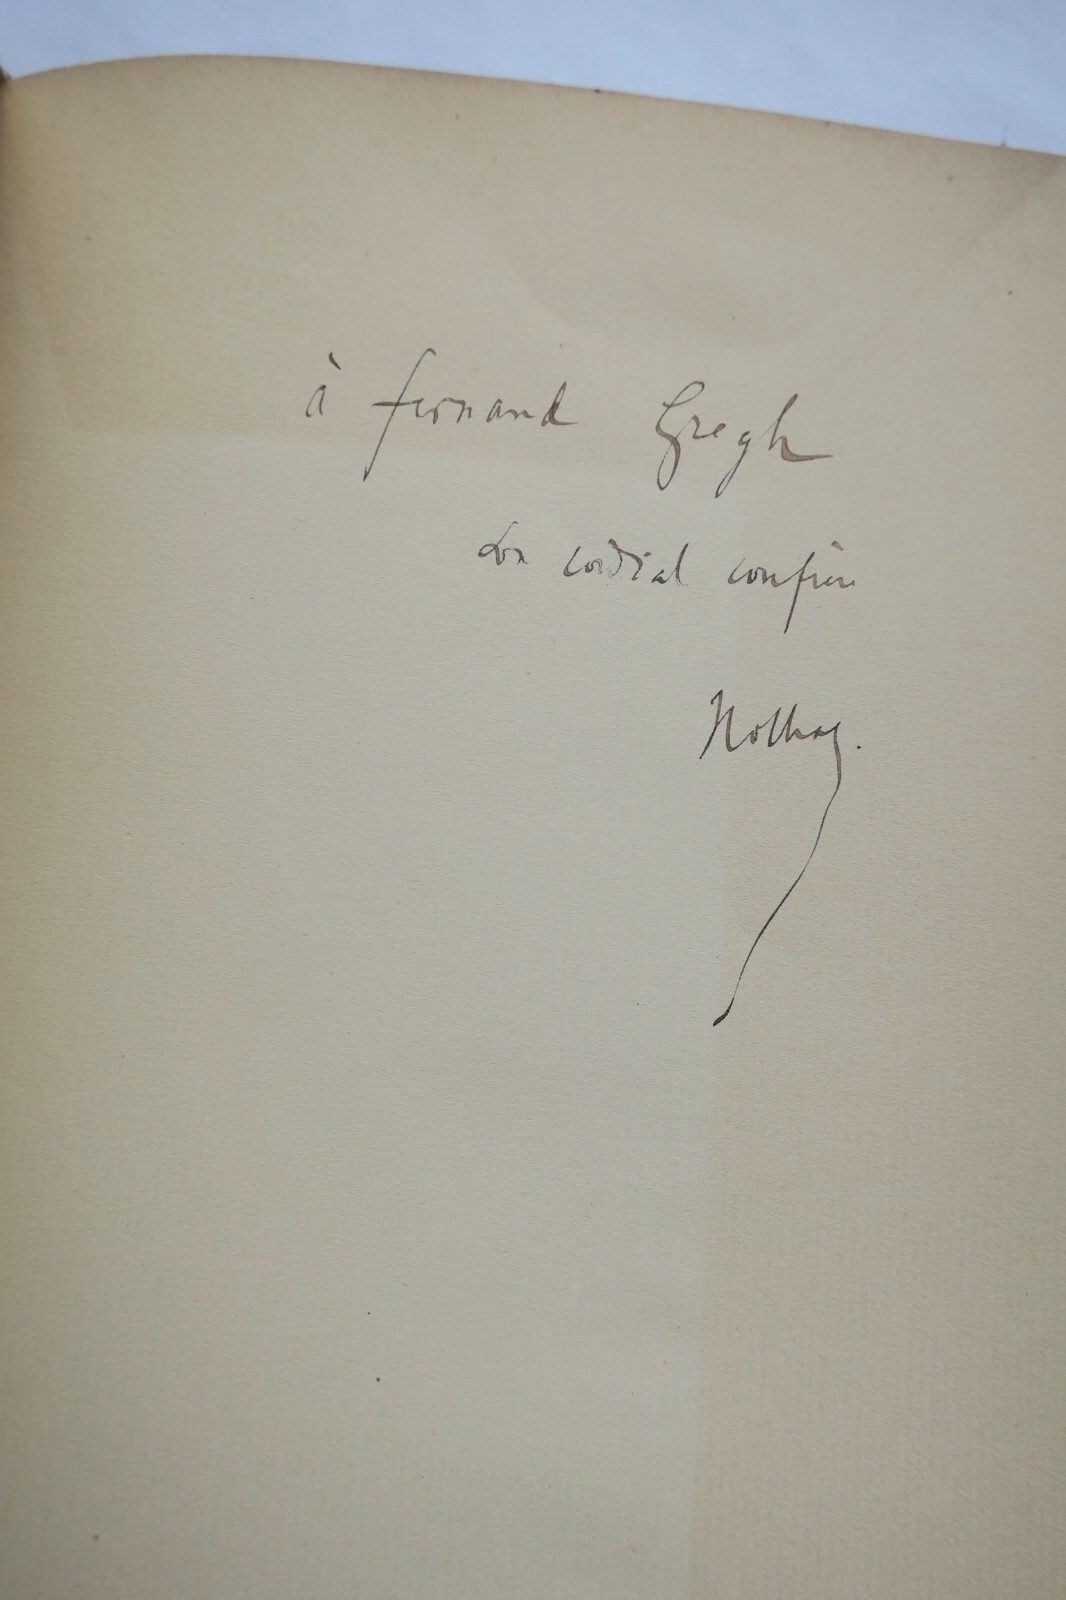 à Fernand Gregh
son cordial confrère
Nolhac.